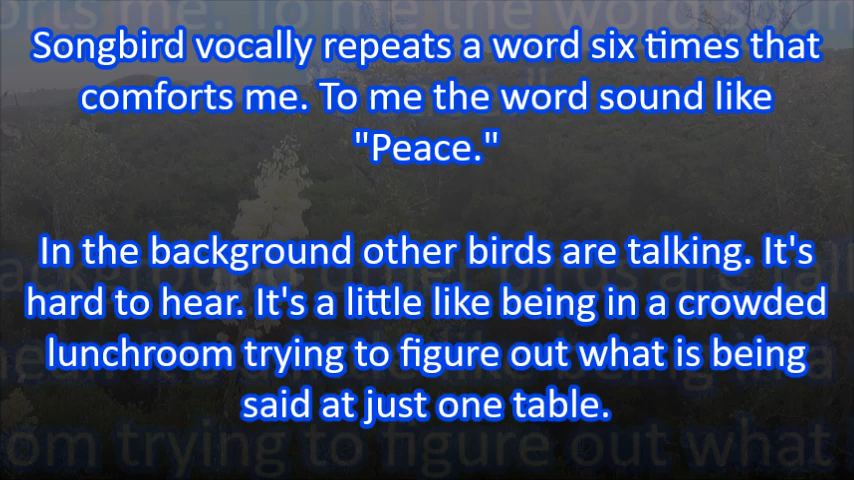 Songbird vocally repeats a word six times that
comforts me. To me the word sound like
"Peace."
In the background other birds are talking. It's
hard to hear. It's a little like being in a crowded
lunchroom trying to figure out what is being
said at just one table.